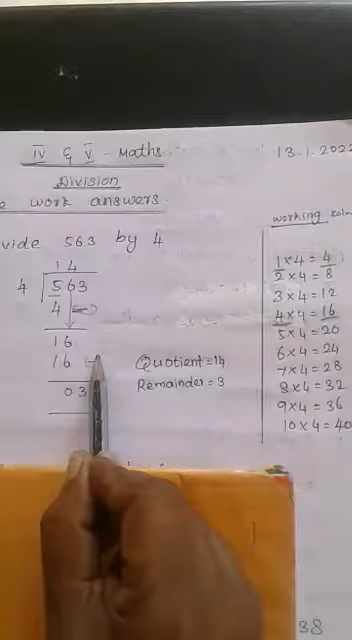 IV & V - Maths
13.1.202
Division
work answers.
vide 563 by 4
working
14
4 563
4
16
16
03
Quotient = 14
Remainder = 3
1 x 4 = 4
2 x 4 = 8
3 x 4 = 12
4 x 4 = 16
5 x 4 = 20
6 x 4 = 24
7 x 4 = 28
8 x 4 = 32
9 x 4 = 36
10 x 4 = 40
38